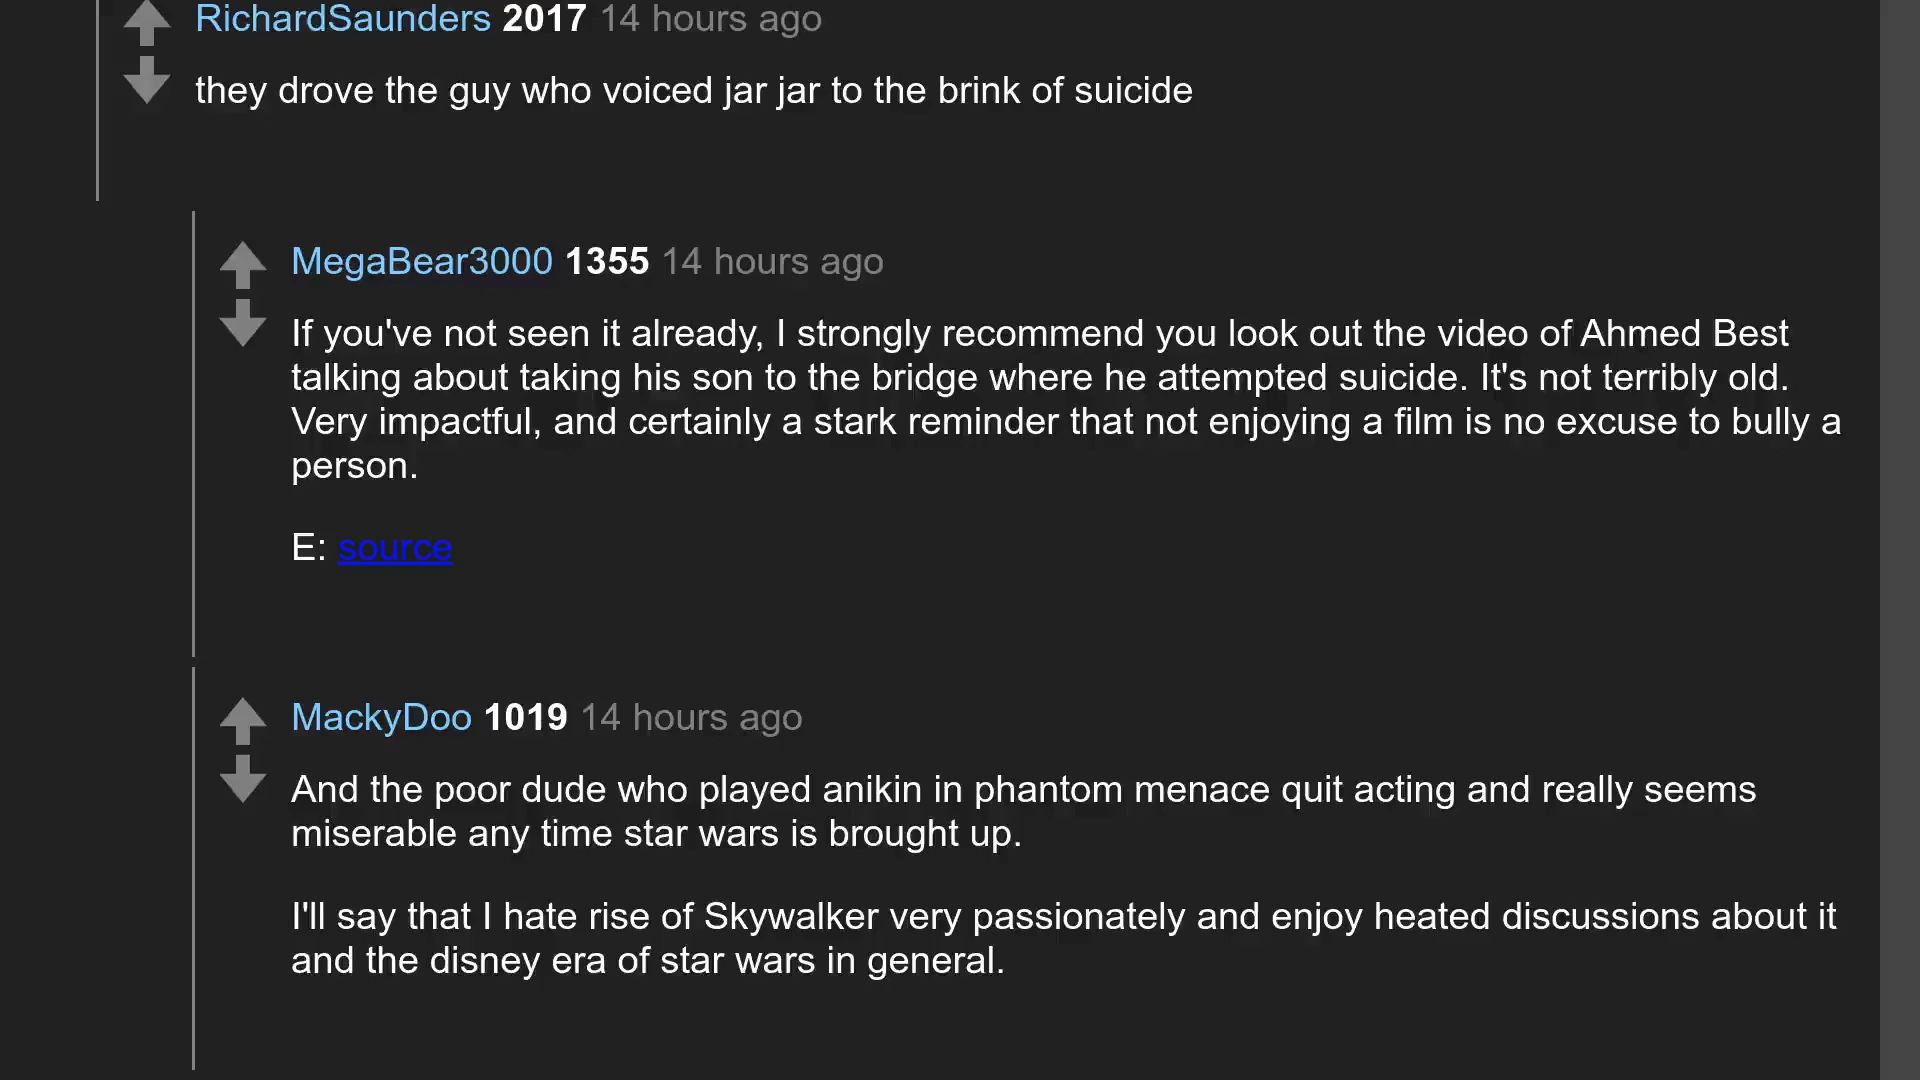 RichardSaunders 2017 14 hours ago
they drove the guy who voiced jar jar to the brink of suicide
MegaBear3000 1355 14 hours ago
If you've not seen it already, I strongly recommend you look out the video of Ahmed Best
talking about taking his son to the bridge where he attempted suicide. It's not terribly old.
Very impactful, and certainly a stark reminder that not enjoying a film is no excuse to bully a
person.
E: source
MackyDoo 1019 14 hours ago
And the poor dude who played anikin in phantom menace quit acting and really seems
miserable any time star wars is brought up.
I'll say that I hate rise of Skywalker very passionately and enjoy heated discussions about it
and the disney era of star wars in general.